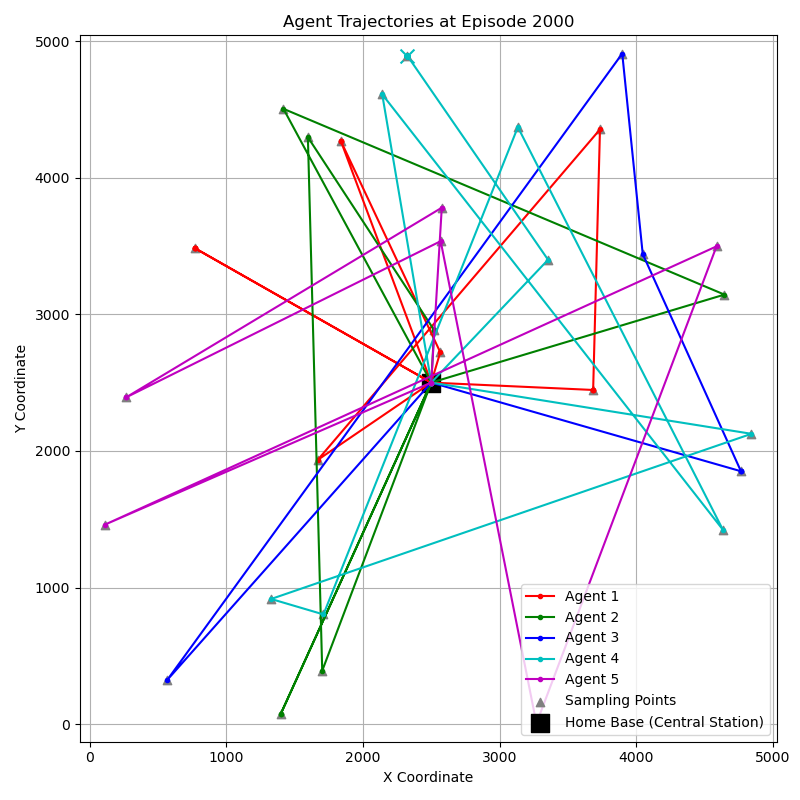 Agent Trajectories at Episode 2000
Y Coordinate
5000
4000
3000
2000
1000
0
0
1000
2000
3000
4000
5000
X Coordinate
Agent 1
Agent 2
Agent 3
Agent 4
Agent 5
Sampling Points
Home Base (Central Station)